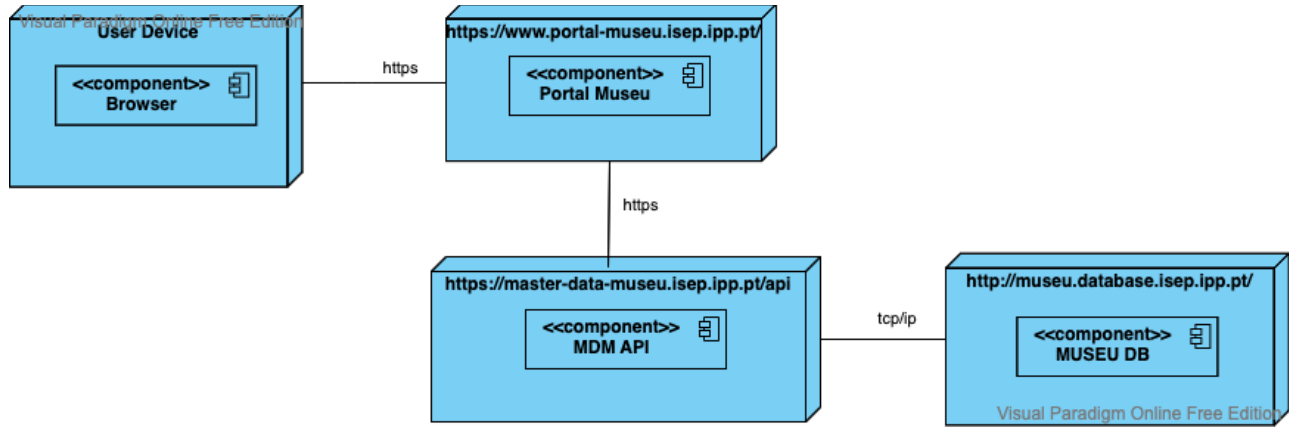 Visual Paradigm Online Free Edition
User Device
<<component>>
Browser
https
https://www.portal-museu.isep.ipp.pt/
<<component>>
Portal Museu
https
https://master-data-museu.isep.ipp.pt/api
<<component>>
MDM API
tcp/ip
http://museu.database.isep.ipp.pt/
<<component>>
MUSEU DB
Visual Paradigm Online Free Edition